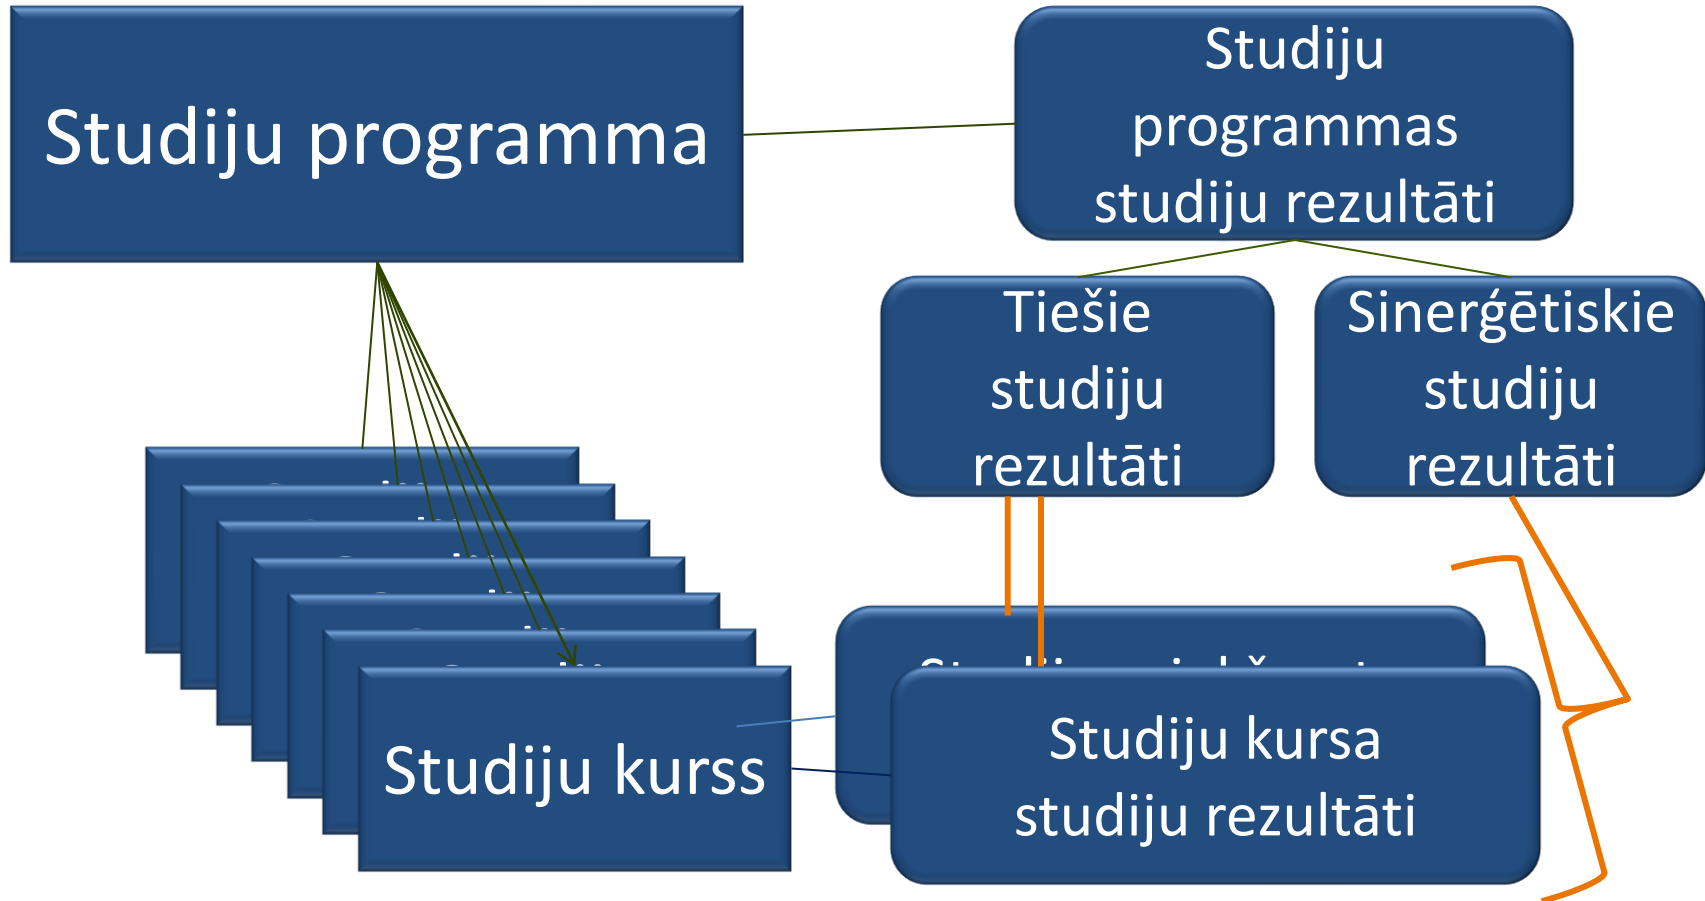 Studiju programma
Studiju
programmas
studiju rezultāti
Tiešie
studiju
rezultāti
Sinerģētiskie
studiju
rezultāti
Studiju kurss
Studiju kursa
studiju rezultāti